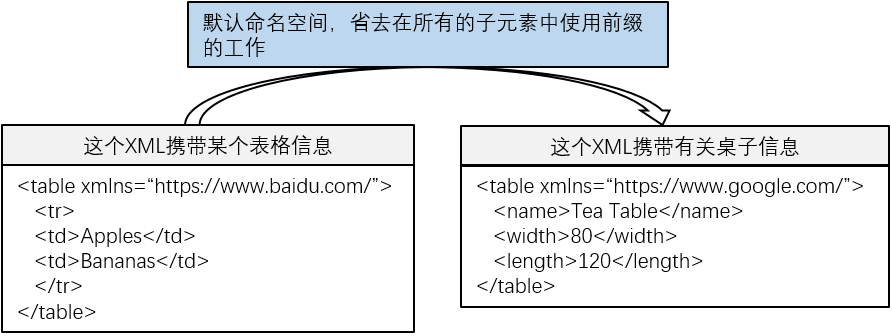 默认命名空间，省去在所有的子元素中使用前缀
的工作
这个XML携带某个表格信息
<table xmlns=“https://www.baidu.com/”>
<tr>
<td>Apples</td>
<td>Bananas</td>
</tr>
</table>
这个XML携带有关桌子信息
<table xmlns=“https://www.google.com/”>
<name>Tea Table</name>
<width>80</width>
<length>120</length>
</table>